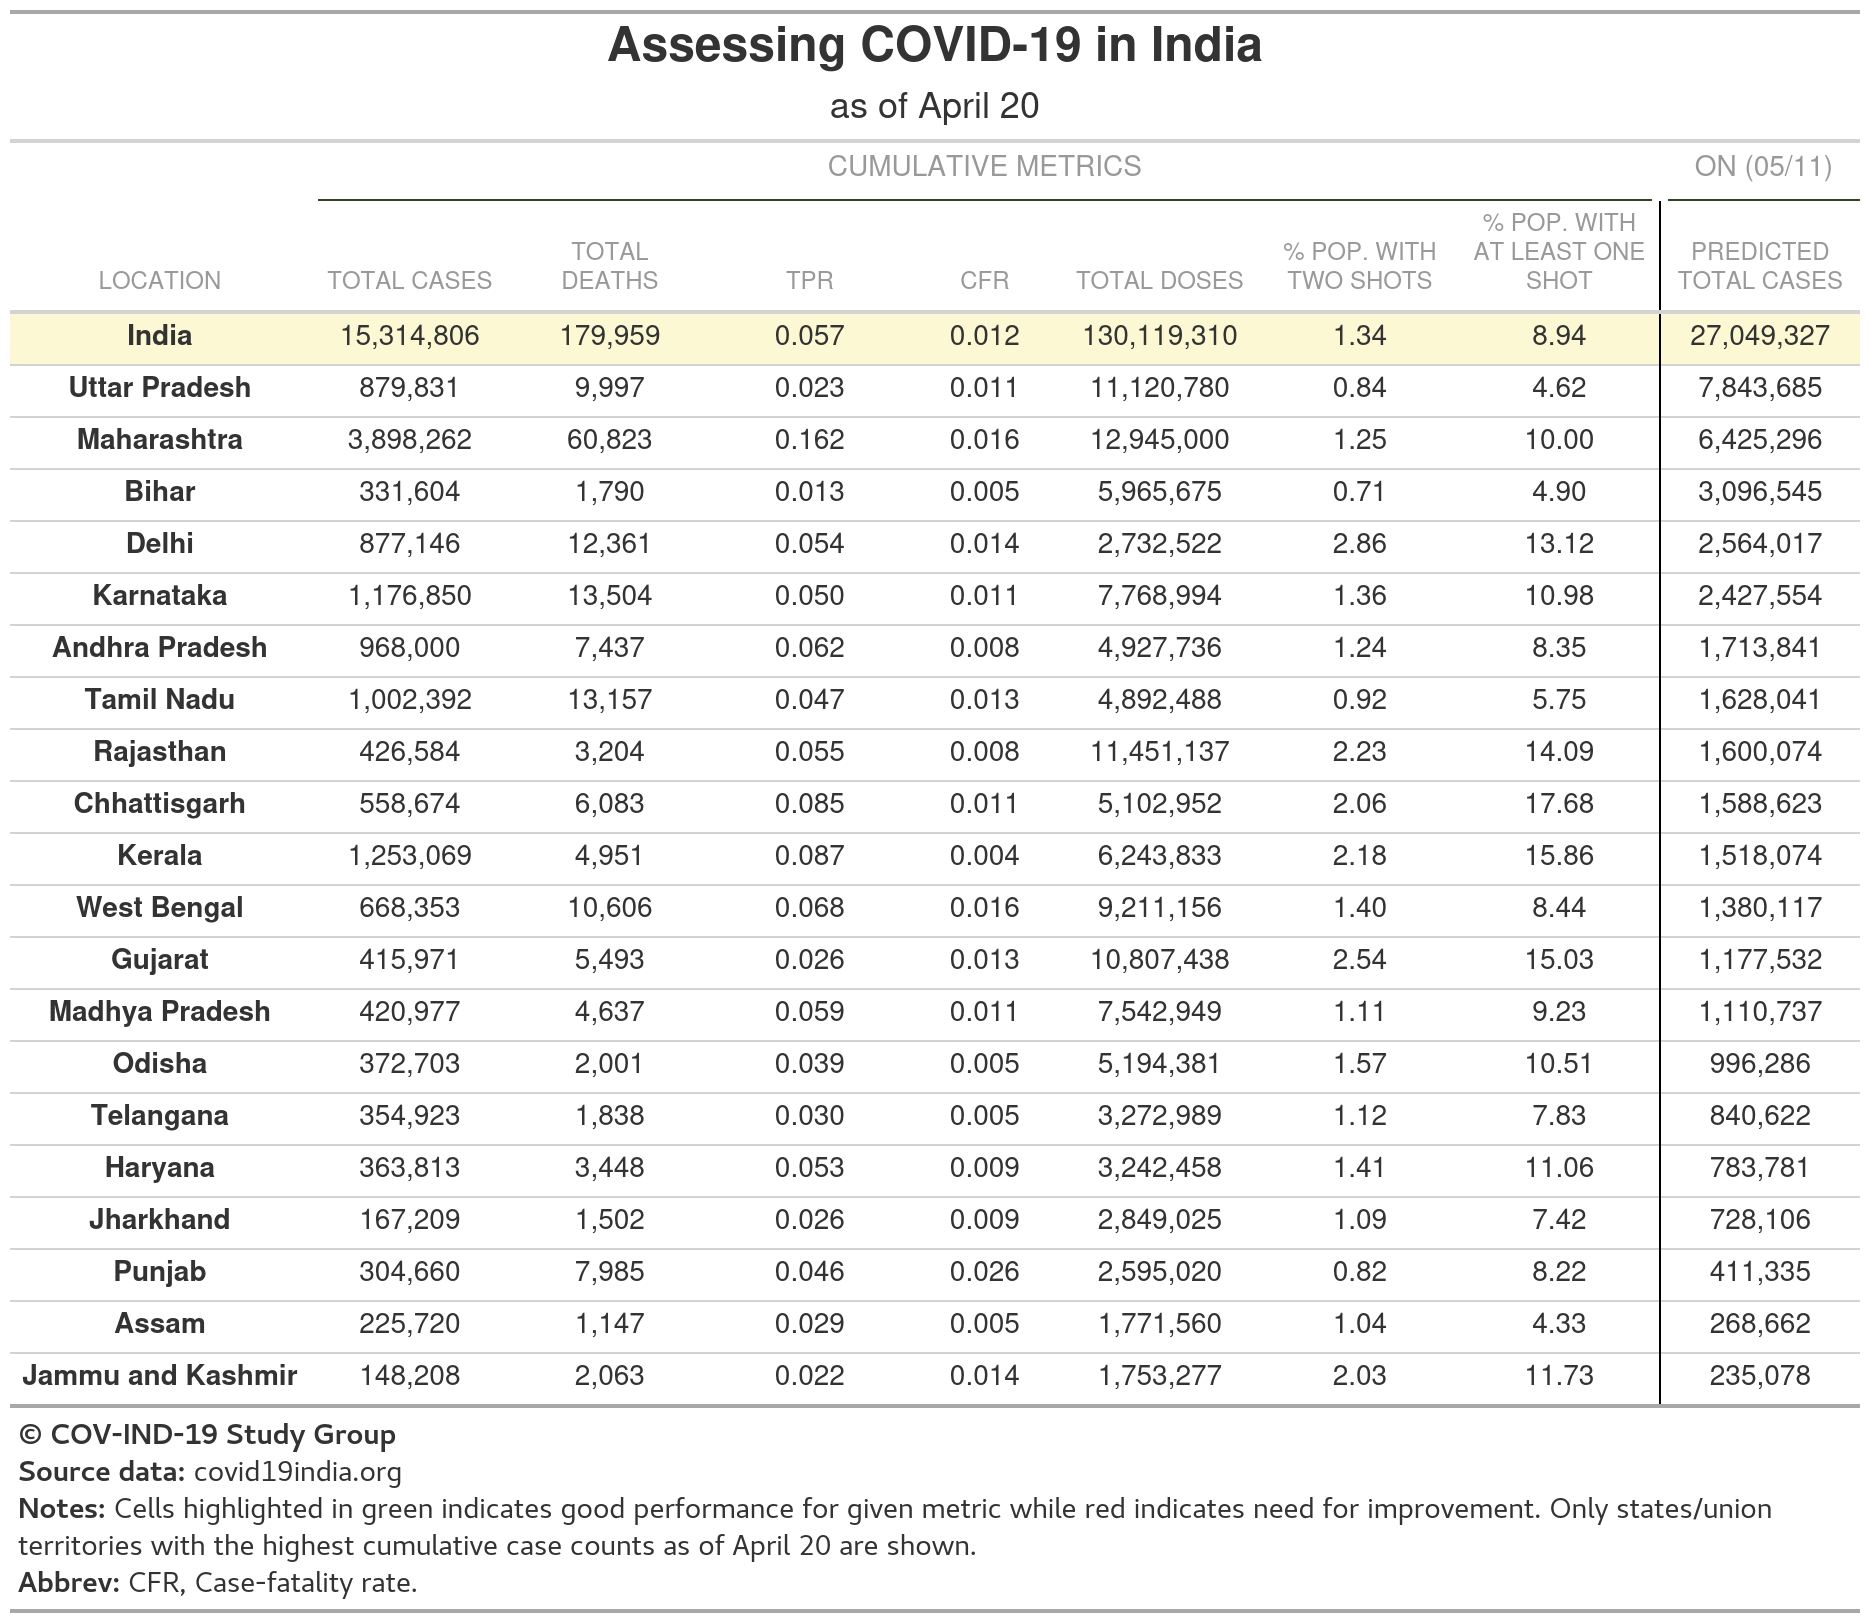 Assessing COVID-19 in India
as of April 20
CUMULATIVE METRICS ON (05/11)
LOCATION TOTAL CASES TOTAL DEATHS TPR CFR TOTAL DOSES % POP. WITH TWO SHOTS % POP. WITH AT LEAST ONE SHOT PREDICTED TOTAL CASES
India 15,314,806 179,959 0.057 0.012 130,119,310 1.34 8.94 27,049,327
Uttar Pradesh 879,831 9,997 0.023 0.011 11,120,780 0.84 4.62 7,843,685
Maharashtra 3,898,262 60,823 0.162 0.016 12,945,000 1.25 10.00 6,425,296
Bihar 331,604 1,790 0.013 0.005 5,965,675 0.71 4.90 3,096,545
Delhi 877,146 12,361 0.054 0.014 2,732,522 2.86 13.12 2,564,017
Karnataka 1,176,850 13,504 0.050 0.011 7,768,994 1.36 10.98 2,427,554
Andhra Pradesh 968,000 7,437 0.062 0.008 4,927,736 1.24 8.35 1,713,841
Tamil Nadu 1,002,392 13,157 0.047 0.013 4,892,488 0.92 5.75 1,628,041
Rajasthan 426,584 3,204 0.055 0.008 11,451,137 2.23 14.09 1,600,074
Chhattisgarh 558,674 6,083 0.085 0.011 5,102,952 2.06 17.68 1,588,623
Kerala 1,253,069 4,951 0.087 0.004 6,243,833 2.18 15.86 1,518,074
West Bengal 668,353 10,606 0.068 0.016 9,211,156 1.40 8.44 1,380,117
Gujarat 415,971 5,493 0.026 0.013 10,807,438 2.54 15.03 1,177,532
Madhya Pradesh 420,977 4,637 0.059 0.011 7,542,949 1.11 9.23 1,110,737
Odisha 372,703 2,001 0.039 0.005 5,194,381 1.57 10.51 996,286
Telangana 354,923 1,838 0.030 0.005 3,272,989 1.12 7.83 840,622
Haryana 363,813 3,448 0.053 0.009 3,242,458 1.41 11.06 783,781
Jharkhand 167,209 1,502 0.026 0.009 2,849,025 1.09 7.42 728,106
Punjab 304,660 7,985 0.046 0.026 2,595,020 0.82 8.22 411,335
Assam 225,720 1,147 0.029 0.005 1,771,560 1.04 4.33 268,662
Jammu and Kashmir 148,208 2,063 0.022 0.014 1,753,277 2.03 11.73 235,078
© COV-IND-19 Study Group
Source data: covid19india.org
Notes: Cells highlighted in green indicates good performance for given metric while red indicates need for improvement. Only states/union
territories with the highest cumulative case counts as of April 20 are shown.
Abbrev: CFR, Case-fatality rate.